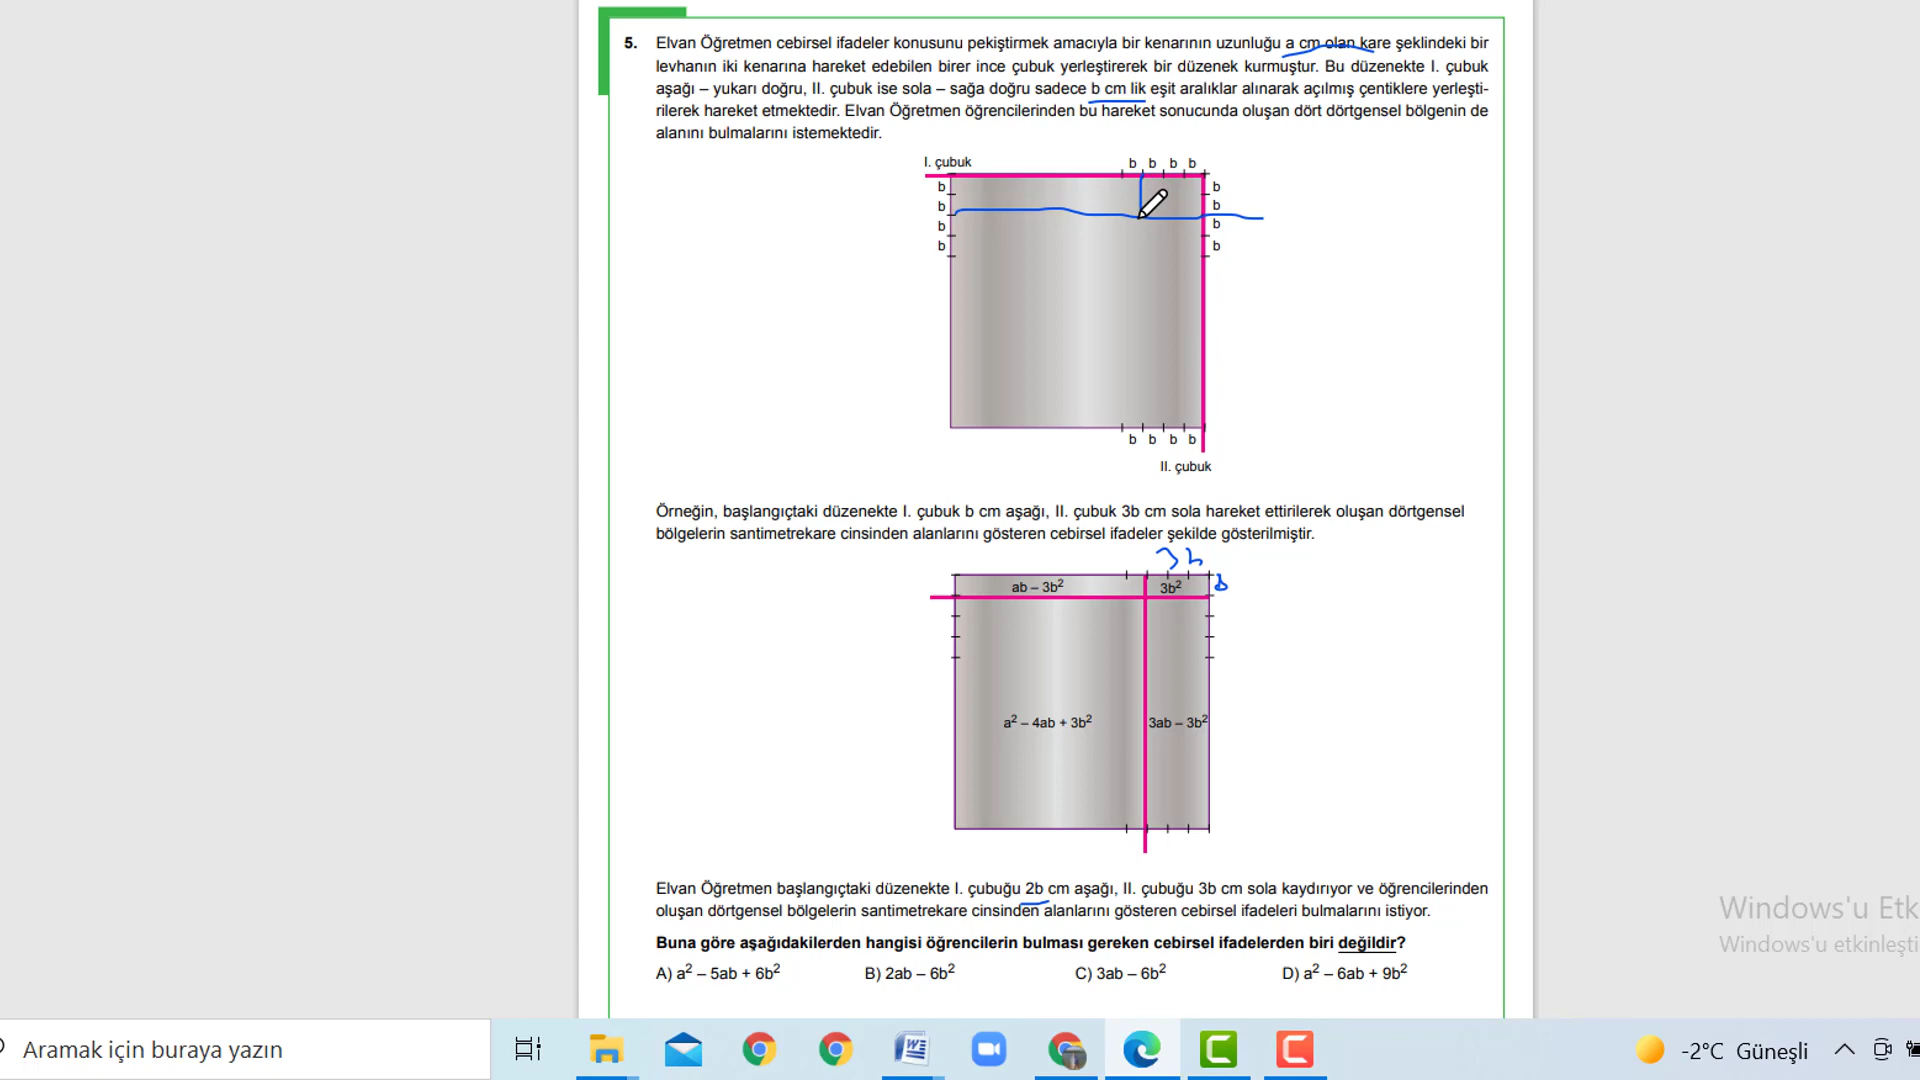 5. Elvan Öğretmen cebirsel ifadeler konusunu pekiştirmek amacıyla bir kenarının uzunluğu a cm olan kare şeklindeki bir
levhanın iki kenarına hareket edebilen birer ince çubuk yerleştirerek bir düzenek kurmuştur. Bu düzenekte I. çubuk
aşağı – yukarı doğru, II. çubuk ise sola – sağa doğru sadece b cm lik eşit aralıklar alınarak açılmış çentiklere yerleşti-
rilerek hareket etmektedir. Elvan Öğretmen öğrencilerinden bu hareket sonucunda oluşan dört dörtgensel bölgenin de
alanını bulmalarını istemektedir.
I. çubuk
b b b b
b b
b b
b b
b b
b b b b
II. çubuk
Örneğin, başlangıçtaki düzenekte I. çubuk b cm aşağı, II. çubuk 3b cm sola hareket ettirilerek oluşan dörtgensel
bölgelerin santimetrekare cinsinden alanlarını gösteren cebirsel ifadeler şekilde gösterilmiştir.
3b
ab – 3b² 3b² b
a² – 4ab + 3b² 3ab – 3b²
Elvan Öğretmen başlangıçtaki düzenekte I. çubuğu 2b cm aşağı, II. çubuğu 3b cm sola kaydırıyor ve öğrencilerinden
oluşan dörtgensel bölgelerin santimetrekare cinsinden alanlarını gösteren cebirsel ifadeleri bulmalarını istiyor.
Buna göre aşağıdakilerden hangisi öğrencilerin bulması gereken cebirsel ifadelerden biri değildir?
A) a² – 5ab + 6b² B) 2ab – 6b² C) 3ab – 6b² D) a² – 6ab + 9b²
Windows'u Etk
Windows'u etkinleşti
Aramak için buraya yazın
-2°C Güneşli